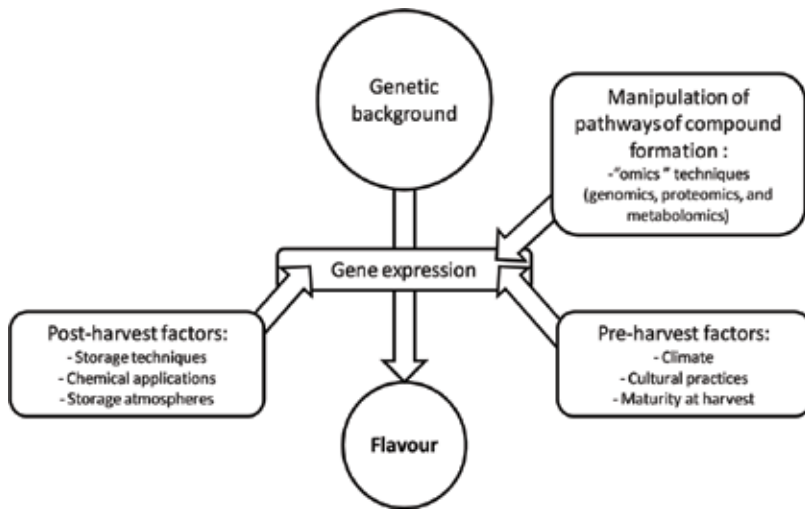 Genetic
background
Manipulation of
pathways of compound
formation :
-"omics " techniques
(genomics, proteomics, and
metabolomics)
Gene expression
Post-harvest factors:
- Storage techniques
- Chemical applications
- Storage atmospheres
Pre-harvest factors:
- Climate
- Cultural practices
- Maturity at harvest
Flavour